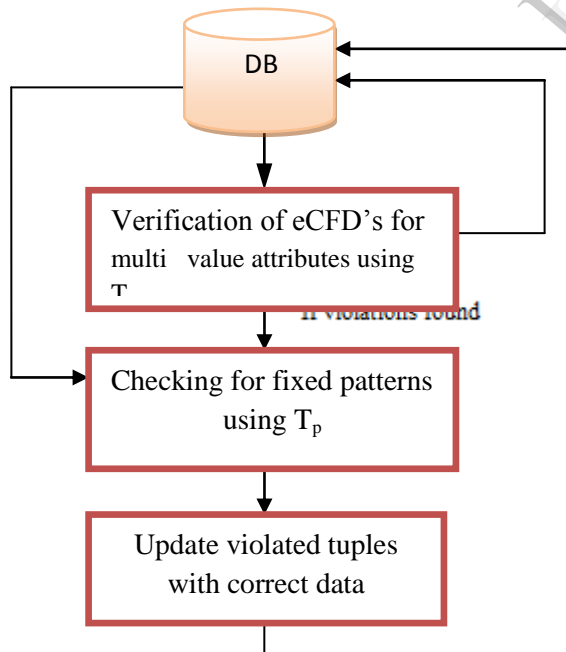 DB
Verification of eCFD's for
multi value attributes using
T
If violations found
Checking for fixed patterns
using Tp
Update violated tuples
with correct data